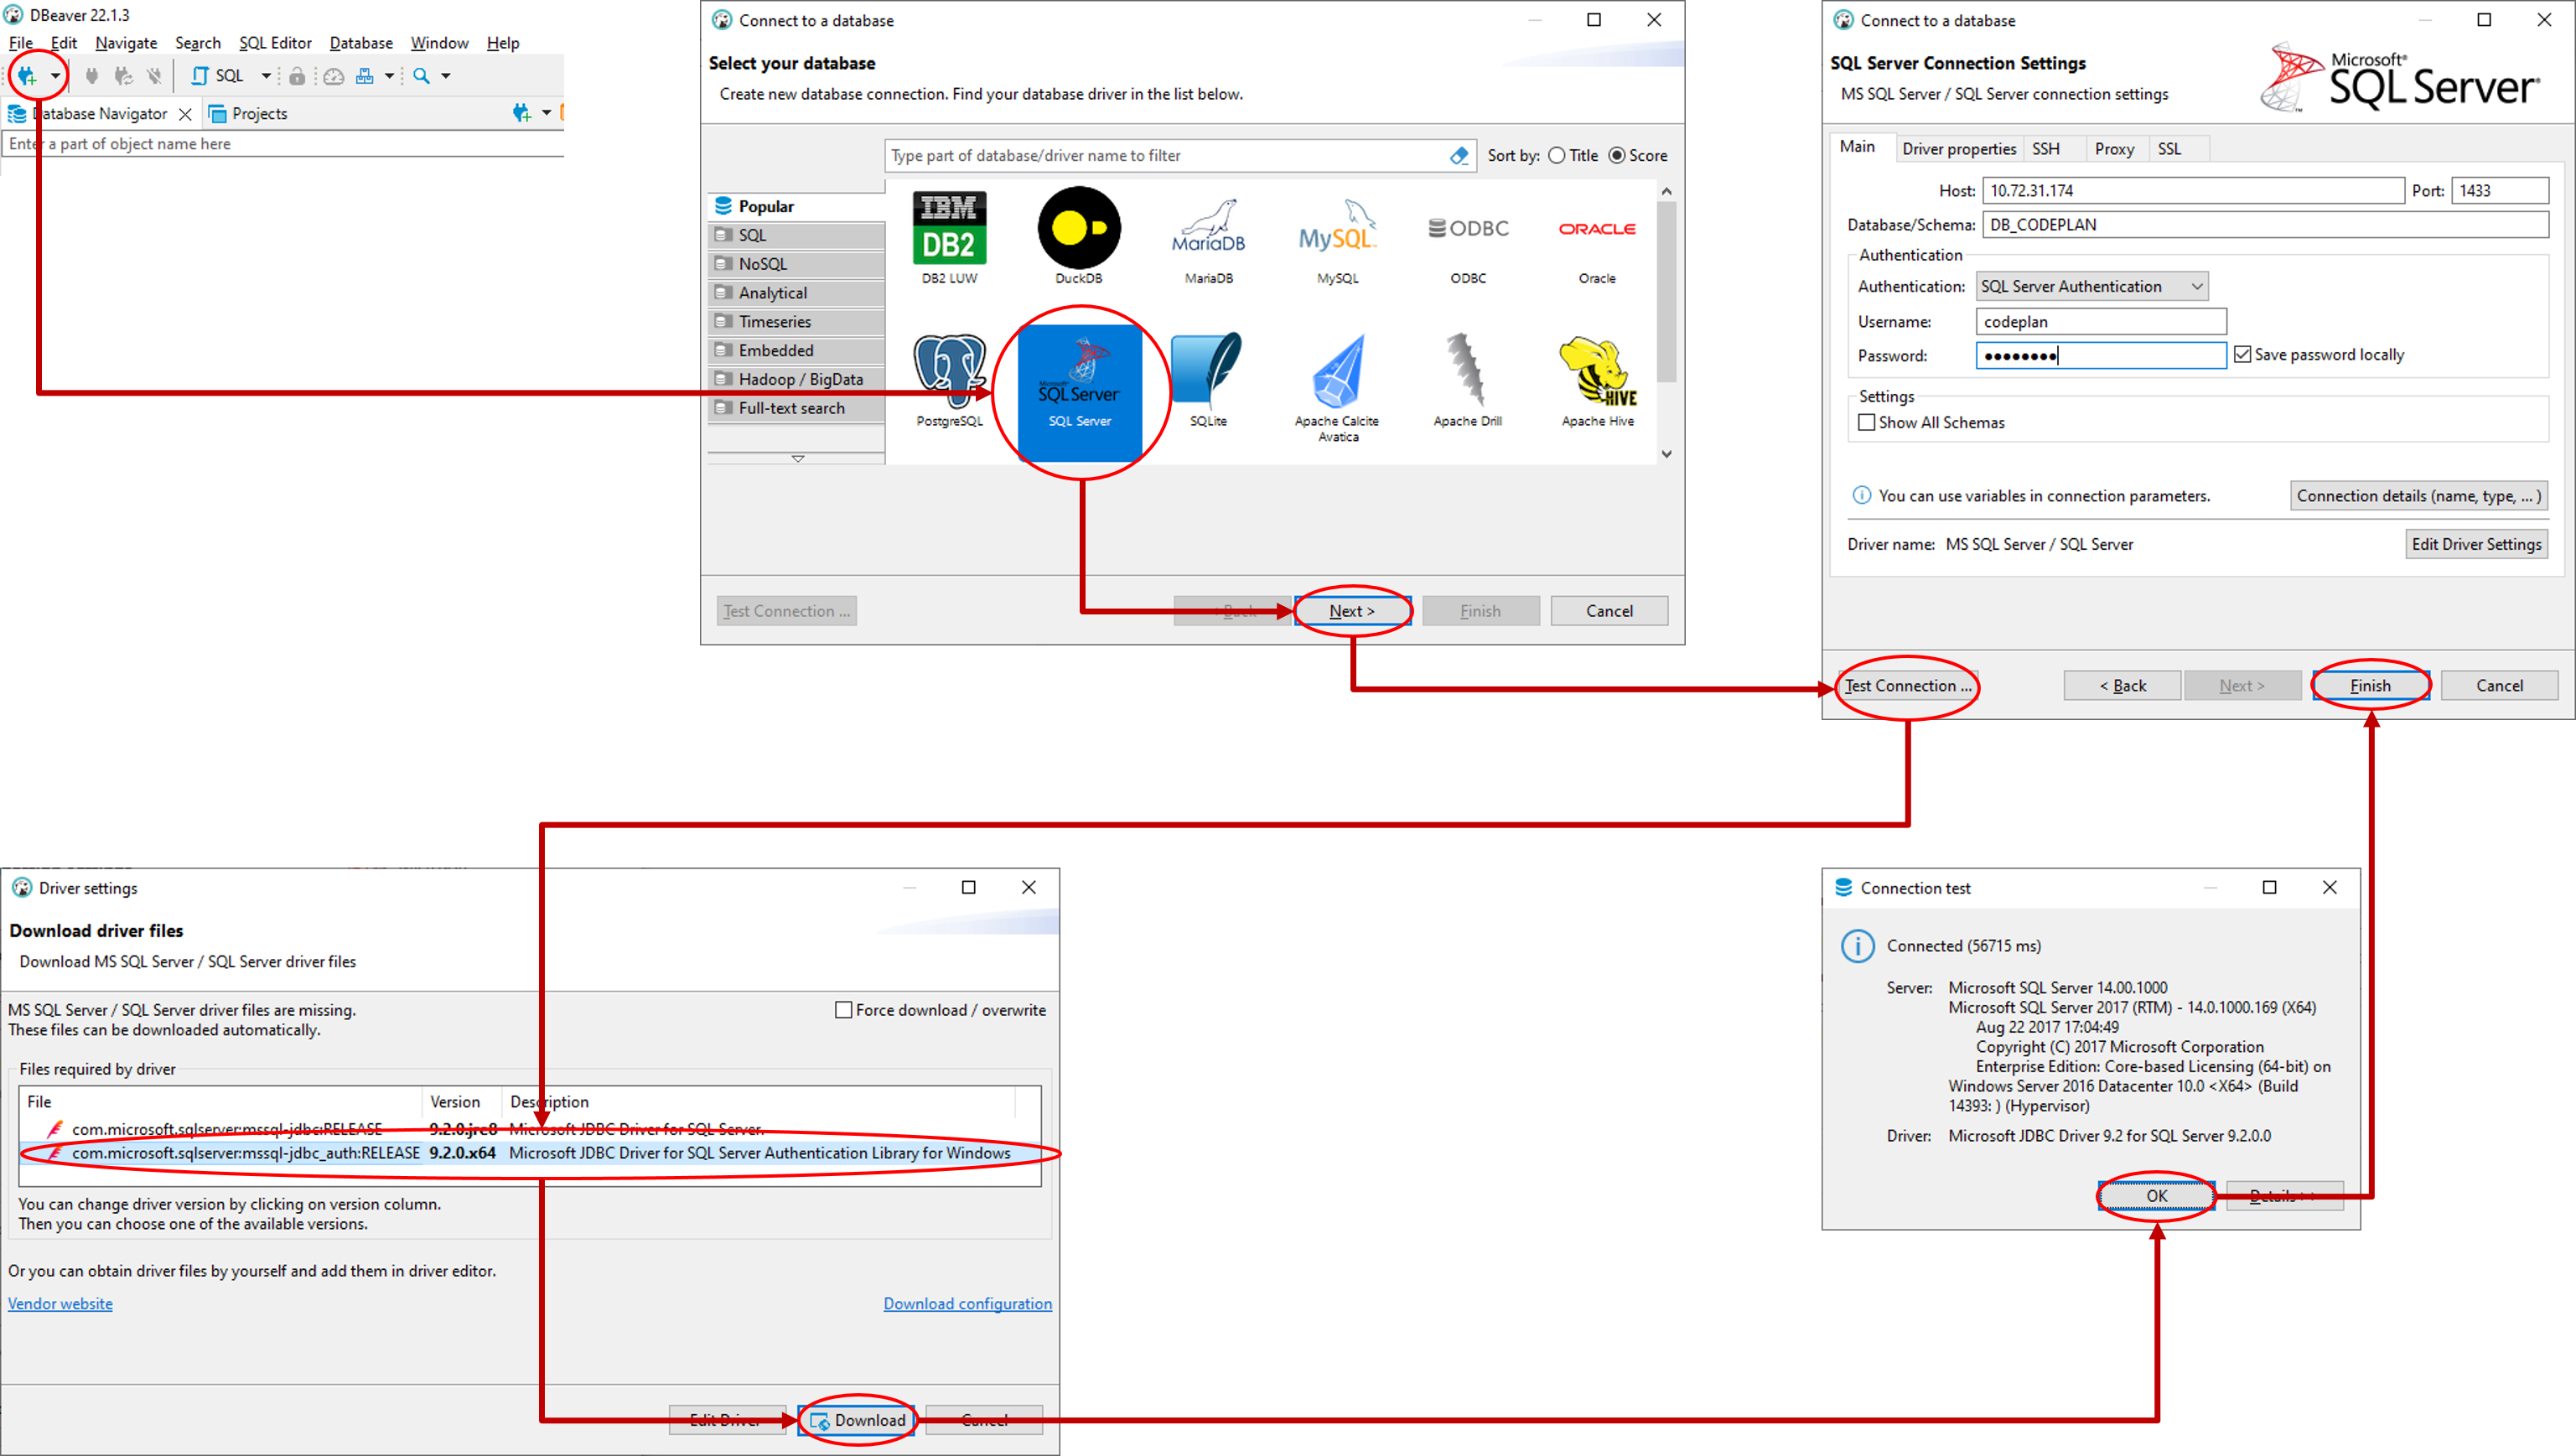 DBeaver 22.1.3
File Edit Navigate Search SQL Editor Database Window Help
SQL
Database Navigator Projects
Enter a part of object name here
Connect to a database
Select your database
Create new database connection. Find your database driver in the list below.
Type part of database/driver name to filter
Sort by: Title Score
Popular
SQL
NoSQL
Analytical
Timeseries
Embedded
Hadoop / BigData
Full-text search
IBM
DB2
MariaDB
MySQL
ODBC
ORACLE
DB2 LUW DuckDB MariaDB MySQL ODBC Oracle
Microsoft
SQL Server
HIVE
PostgreSQL SQL Server SQLite Apache Calcite Avatica Apache Drill Apache Hive
Test Connection ... < Back Next > Finish Cancel
Connect to a database
SQL Server Connection Settings
MS SQL Server / SQL Server connection settings
Microsoft®
SQL Server®
Main Driver properties SSH Proxy SSL
Host: 10.72.31.174 Port: 1433
Database/Schema: DB_CODEPLAN
Authentication
Authentication: SQL Server Authentication
Username: codeplan
Password: ●●●●●●●● Save password locally
Settings
Show All Schemas
You can use variables in connection parameters. Connection details (name, type, ... )
Driver name: MS SQL Server / SQL Server Edit Driver Settings
Test Connection ... < Back Next > Finish Cancel
Driver settings
Download driver files
Download MS SQL Server / SQL Server driver files
MS SQL Server / SQL Server driver files are missing. Force download / overwrite
These files can be downloaded automatically.
Files required by driver
File Version Description
com.microsoft.sqlserver:mssql-jdbc:RELEASE 9.2.0.jre8 Microsoft JDBC Driver for SQL Server.
com.microsoft.sqlserver:mssql-jdbc_auth:RELEASE 9.2.0.x64 Microsoft JDBC Driver for SQL Server Authentication Library for Windows
You can change driver version by clicking on version column.
Then you can choose one of the available versions.
Or you can obtain driver files by yourself and add them in driver editor.
Vendor website Download configuration
Edit Driver Download Cancel
Connection test
Connected (56715 ms)
Server: Microsoft SQL Server 14.00.1000
Microsoft SQL Server 2017 (RTM) - 14.0.1000.169 (X64)
Aug 22 2017 17:04:49
Copyright (C) 2017 Microsoft Corporation
Enterprise Edition: Core-based Licensing (64-bit) on
Windows Server 2016 Datacenter 10.0 <X64> (Build
14393: ) (Hypervisor)
Driver: Microsoft JDBC Driver 9.2 for SQL Server 9.2.0.0
OK Details >>